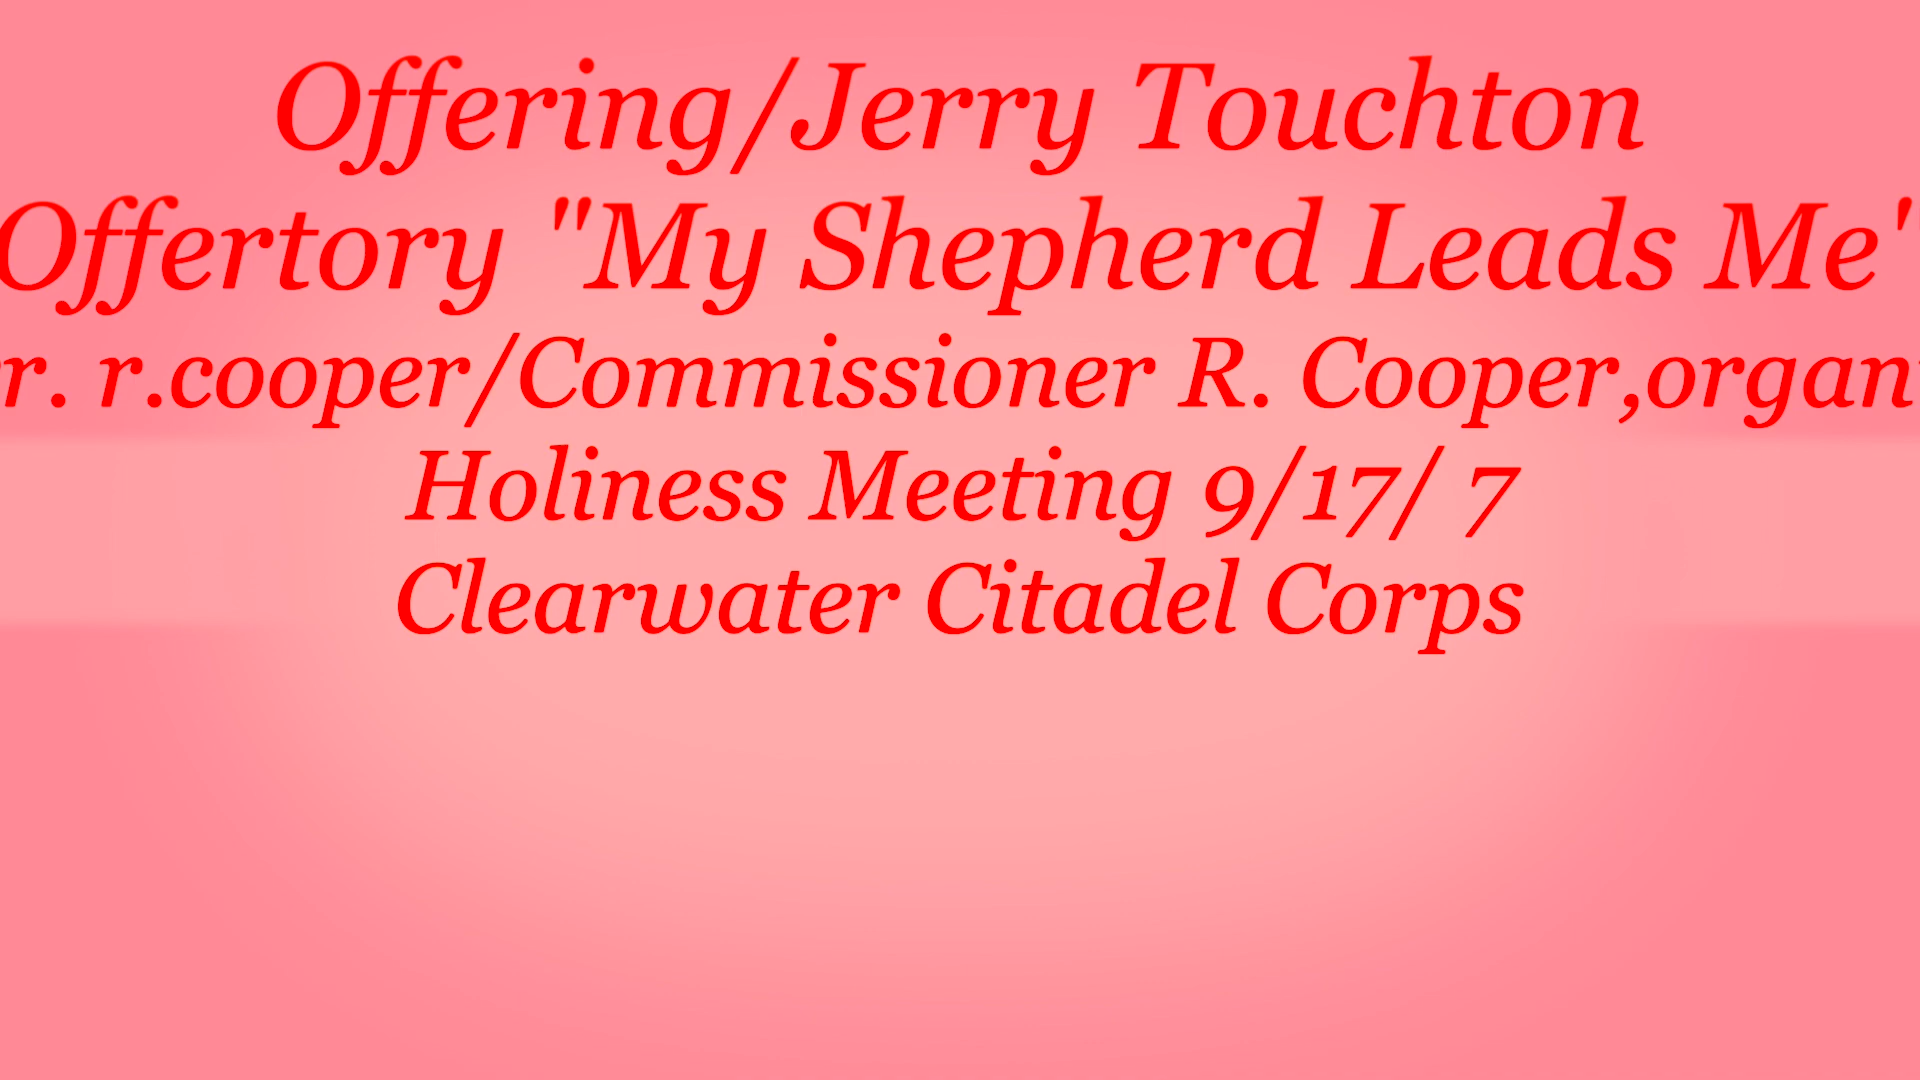 Offering/Jerry Touchton
Offertory "My Shepherd Leads Me"
r. r.cooper/Commissioner R. Cooper,organ
Holiness Meeting 9/17/ 7
Clearwater Citadel Corps